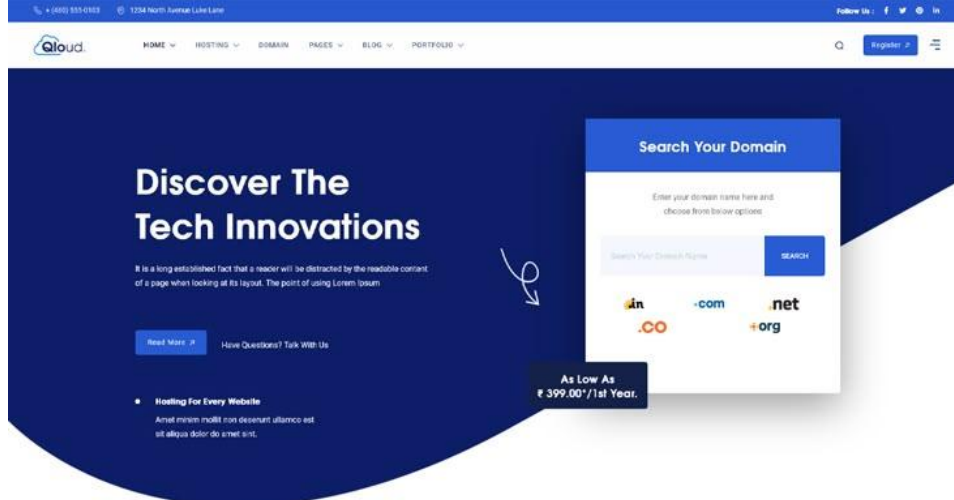 + (480) 555-0103
1234 North Avenue Luke Lane
Follow Us :
Qloud.
HOME
HOSTING
DOMAIN
PAGES
BLOG
PORTFOLIO
Register
Discover The
Tech Innovations
It is a long established fact that a reader will be distracted by the readable content
of a page when looking at its layout. The point of using Lorem Ipsum
Read More
Have Questions? Talk With Us
Hosting For Every Website
Amet minim mollit non deserunt ullamco est
sit aliqua dolor do amet sint.
Search Your Domain
Enter your domain name here and
choose from below options
Search Your Domain Name
SEARCH
.in
.com
.net
.co
.org
As Low As
₹ 399.00*/1st Year.